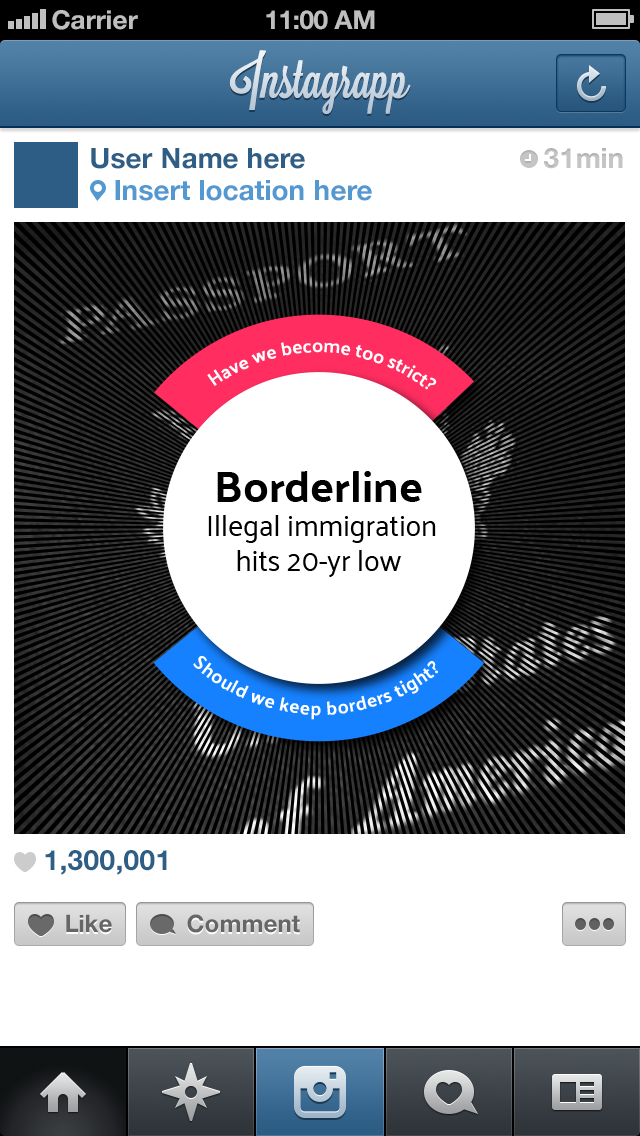 Carrier
11:00 AM
Instagrapp
User Name here
31min
Insert location here
PASSPORT
Have we become too strict?
Borderline
Illegal immigration
hits 20-yr low
Should we keep borders tight?
of America
1,300,001
Like
Comment